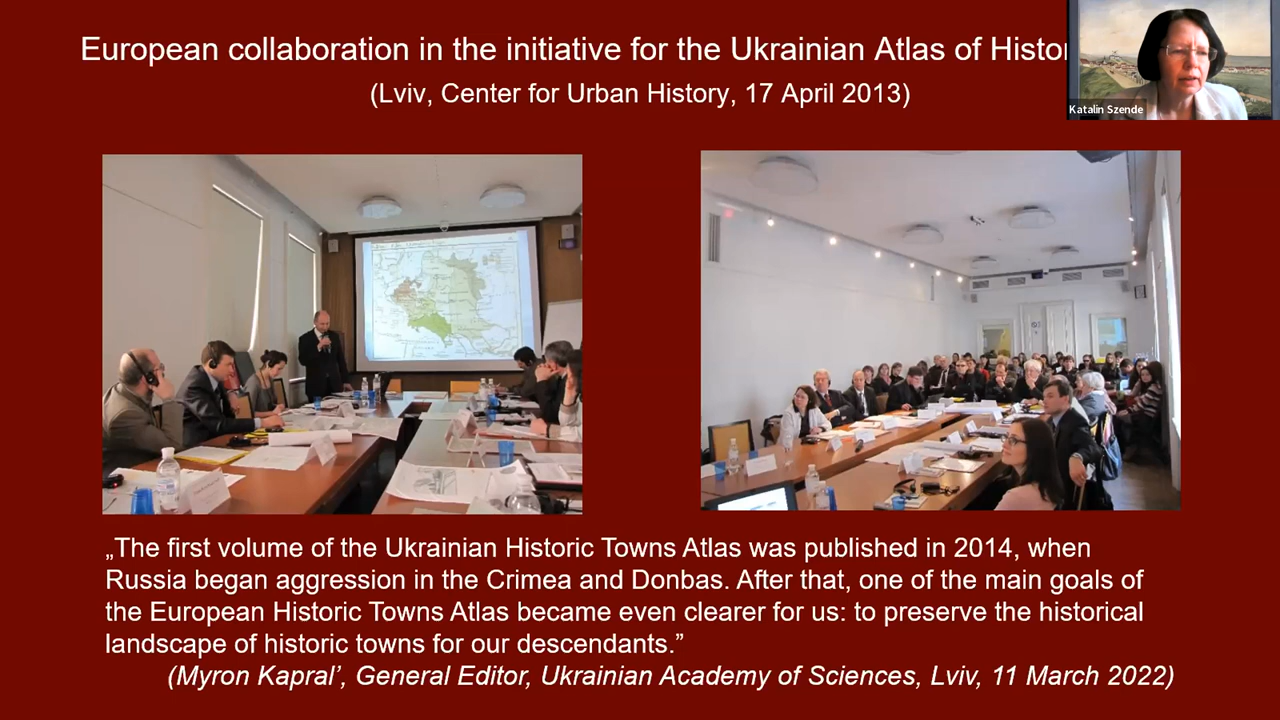 European collaboration in the initiative for the Ukrainian Atlas of
(Lviv, Center for Urban History, 17 April 2013)
Katalin Szende
„The first volume of the Ukrainian Historic Towns Atlas was published in 2014, when
Russia began aggression in the Crimea and Donbas. After that, one of the main goals of
the European Historic Towns Atlas became even clearer for us: to preserve the historical
landscape of historic towns for our descendants.”
(Myron Kapral’, General Editor, Ukrainian Academy of Sciences, Lviv, 11 March 2022)